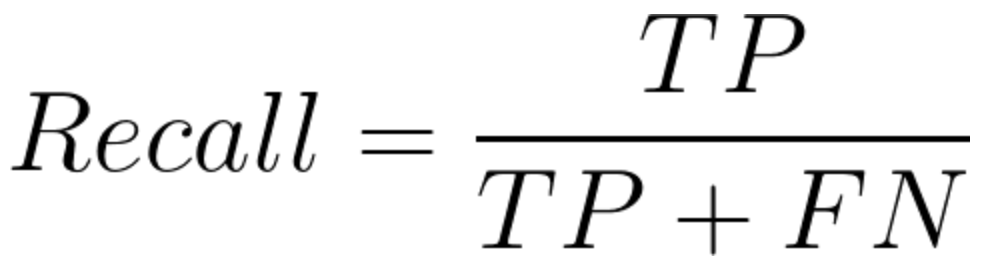 Recall = TP / TP + FN